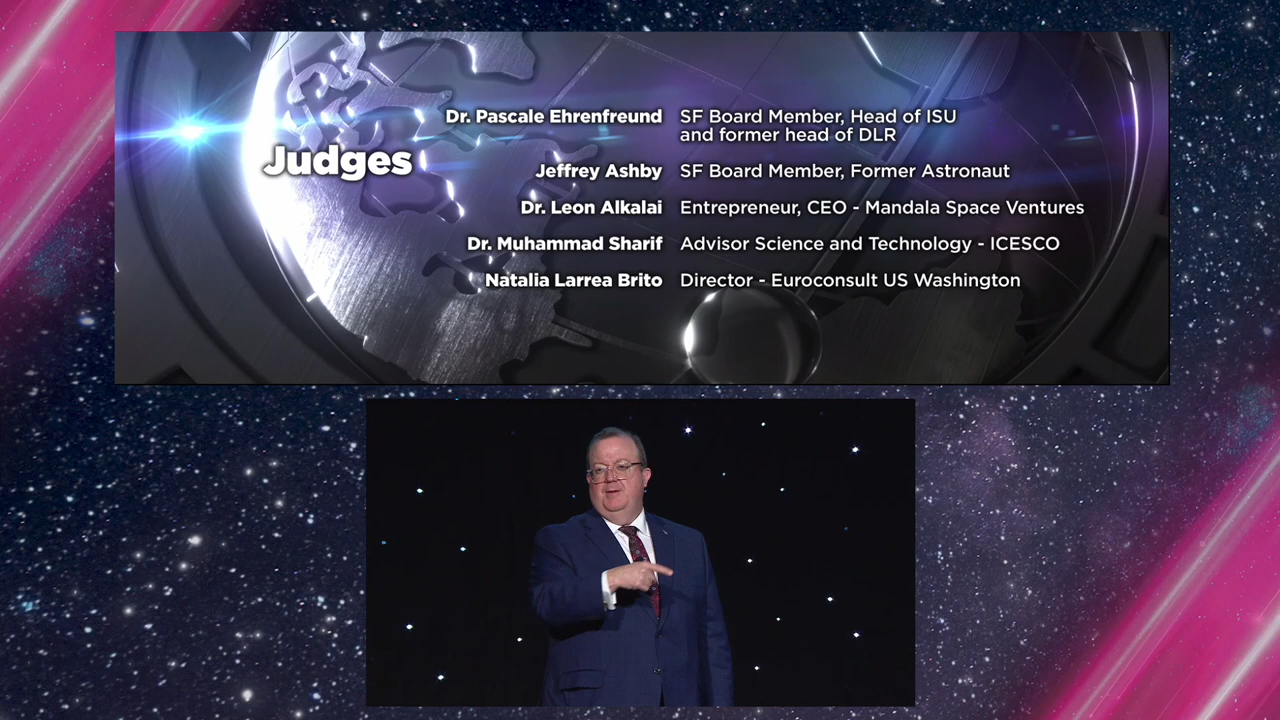 Judges
Dr. Pascale Ehrenfreund SF Board Member, Head of ISU
and former head of DLR
Jeffrey Ashby SF Board Member, Former Astronaut
Dr. Leon Alkalai Entrepreneur, CEO - Mandala Space Ventures
Dr. Muhammad Sharif Advisor Science and Technology - ICESCO
Natalia Larrea Brito Director - Euroconsult US Washington